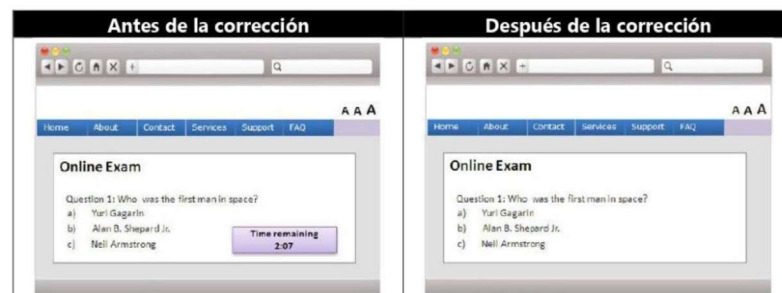 Antes de la corrección
Después de la corrección
A A A
Home About Contact Services Support FAQ
Online Exam
Question 1: Who was the first man in space?
a) Yuri Gagarin
b) Alan B. Shepard Jr.
c) Neil Armstrong
Time remaining
2:07
A A A
Home About Contact Services Support FAQ
Online Exam
Question 1: Who was the first man in space?
a) Yuri Gagarin
b) Alan B. Shepard Jr.
c) Neil Armstrong